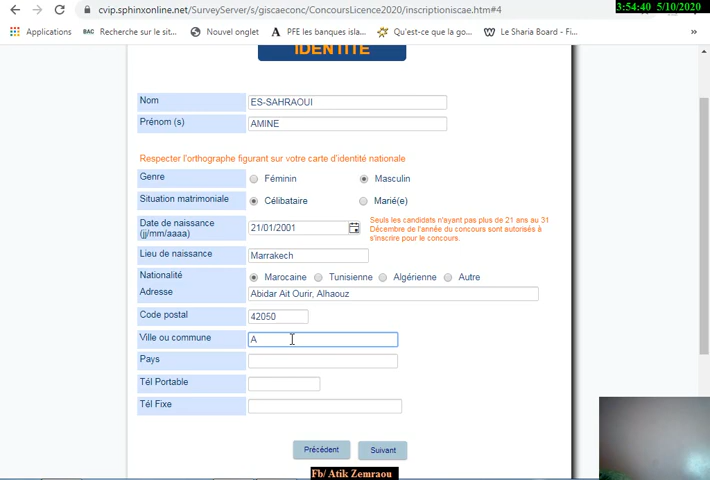 3:54:40 5/10/2020
cvip.sphinxonline.net/SurveyServer/s/giscaeconc/ConcoursLicence2020/inscriptioniscae.htm#4
Applications BAC Recherche sur le sit... Nouvel onglet PFE les banques isla... Qu'est-ce que la go... Le Sharia Board - Fi... »
IDENTITE
Nom ES-SAHRAOUI
Prénom (s) AMINE
Respecter l'orthographe figurant sur votre carte d'identité nationale
Genre Féminin Masculin
Situation matrimoniale Célibataire Marié(e)
Date de naissance
(jj/mm/aaaa)
21/01/2001
Seuls les candidats n'ayant pas plus de 21 ans au 31
Décembre de l'année du concours sont autorisés à
s'inscrire pour le concours.
Lieu de naissance Marrakech
Nationalité Marocaine Tunisienne Algérienne Autre
Adresse Abidar Ait Ourir, Alhaouz
Code postal 42050
Ville ou commune A
Pays
Tél Portable
Tél Fixe
Précédent Suivant
Fb/ Atik Zemraou